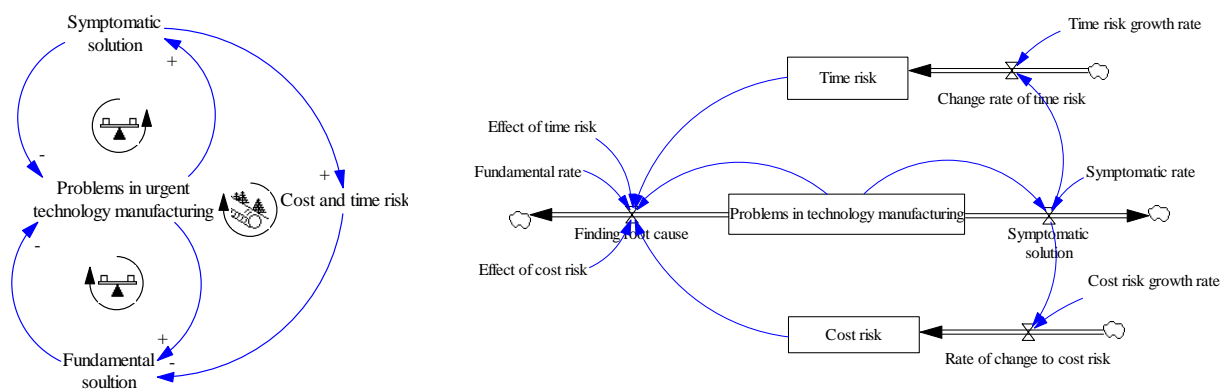 Symptomatic
solution
+
-
Problems in urgent
technology manufacturing
+
Cost and time risk
-
+
-
Fundamental
soultion
Time risk growth rate
Time risk
Change rate of time risk
Effect of time risk
Fundamental rate
Symptomatic rate
Problems in technology manufacturing
Finding root cause
Symptomatic
solution
Effect of cost risk
Cost risk growth rate
Cost risk
Rate of change to cost risk